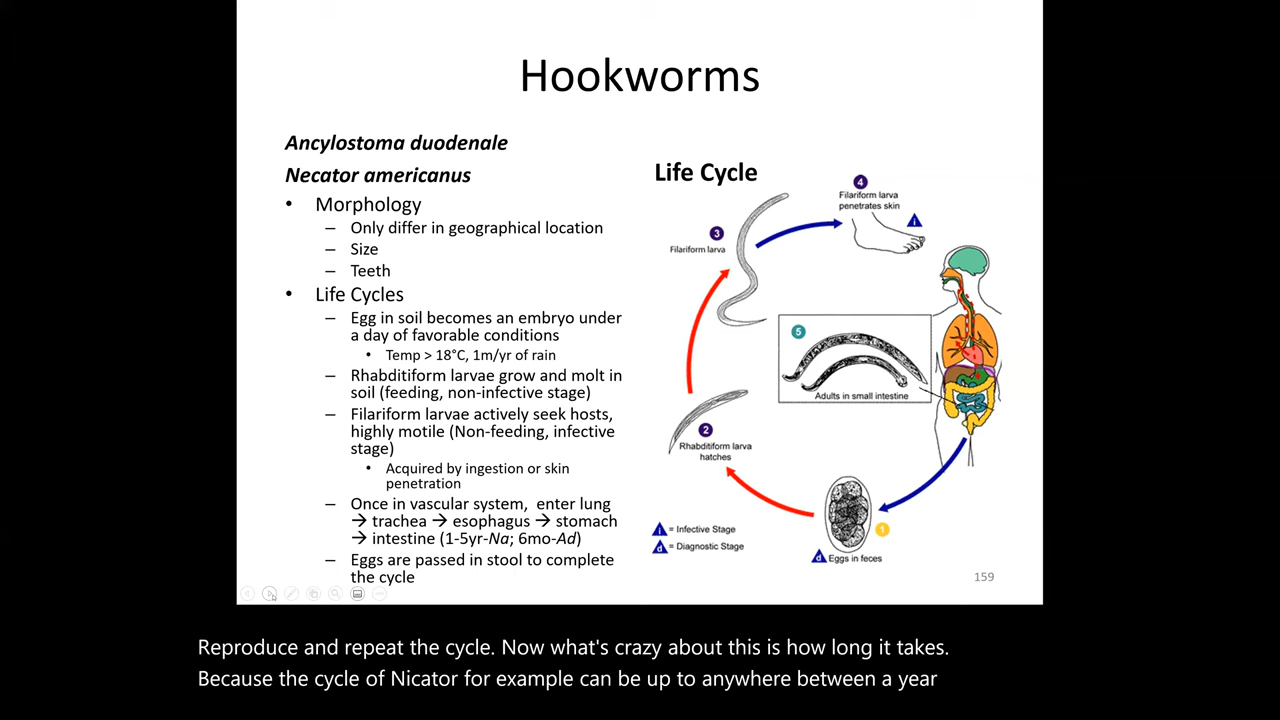 Hookworms
Ancylostoma duodenale
Necator americanus
• Morphology
– Only differ in geographical location
– Size
– Teeth
• Life Cycles
– Egg in soil becomes an embryo under
a day of favorable conditions
• Temp > 18°C, 1m/yr of rain
– Rhabditiform larvae grow and molt in
soil (feeding, non-infective stage)
– Filariform larvae actively seek hosts,
highly motile (Non-feeding, infective
stage)
• Acquired by ingestion or skin
penetration
– Once in vascular system, enter lung
→ trachea → esophagus → stomach
→ intestine (1-5yr-Na; 6mo-Ad)
– Eggs are passed in stool to complete
the cycle
Life Cycle
4
Filariform larva
penetrates skin
i
3
Filariform larva
5
Adults in small intestine
2
Rhabditiform larva
hatches
1
i = Infective Stage
d = Diagnostic Stage
d Eggs in feces
159
Reproduce and repeat the cycle. Now what's crazy about this is how long it takes.
Because the cycle of Nicator for example can be up to anywhere between a year